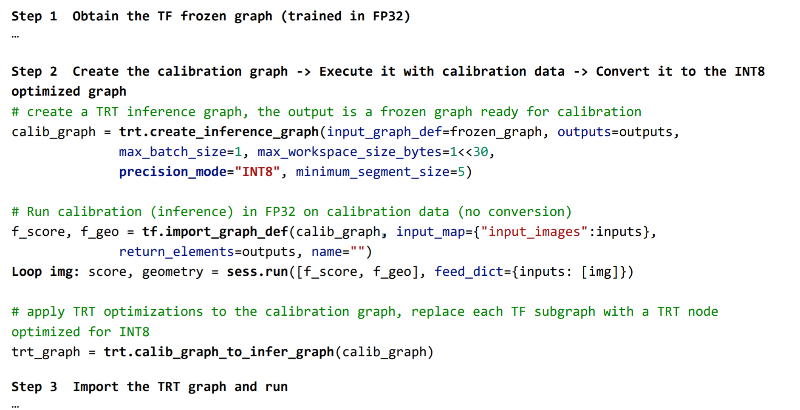 Step 1  Obtain the TF frozen graph (trained in FP32)
…
Step 2  Create the calibration graph -> Execute it with calibration data -> Convert it to the INT8
optimized graph
# create a TRT inference graph, the output is a frozen graph ready for calibration
calib_graph = trt.create_inference_graph(input_graph_def=frozen_graph, outputs=outputs,
max_batch_size=1, max_workspace_size_bytes=1<<30,
precision_mode="INT8", minimum_segment_size=5)
# Run calibration (inference) in FP32 on calibration data (no conversion)
f_score, f_geo = tf.import_graph_def(calib_graph, input_map={"input_images":inputs},
return_elements=outputs, name="")
Loop img: score, geometry = sess.run([f_score, f_geo], feed_dict={inputs: [img]})
# apply TRT optimizations to the calibration graph, replace each TF subgraph with a TRT node
optimized for INT8
trt_graph = trt.calib_graph_to_infer_graph(calib_graph)
Step 3  Import the TRT graph and run
…